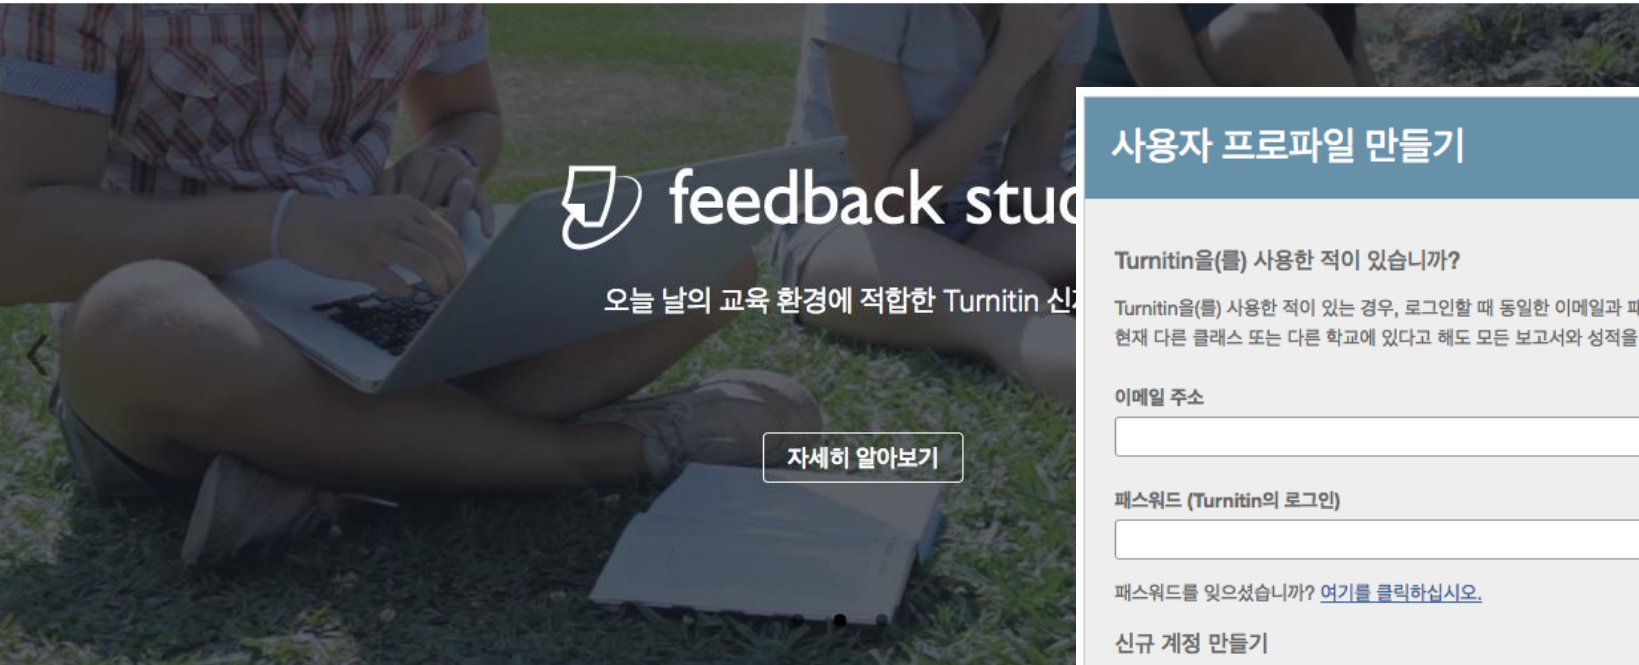 feedback stud
오늘 날의 교육 환경에 적합한 Turnitin 신
자세히 알아보기
사용자 프로파일 만들기
Turnitin을(를) 사용한 적이 있습니까?
Turnitin을(를) 사용한 적이 있는 경우, 로그인할 때 동일한 이메일과 패
현재 다른 클래스 또는 다른 학교에 있다고 해도 모든 보고서와 성적을
이메일 주소
패스워드 (Turnitin의 로그인)
패스워드를 잊으셨습니까? 여기를 클릭하십시오.
신규 계정 만들기